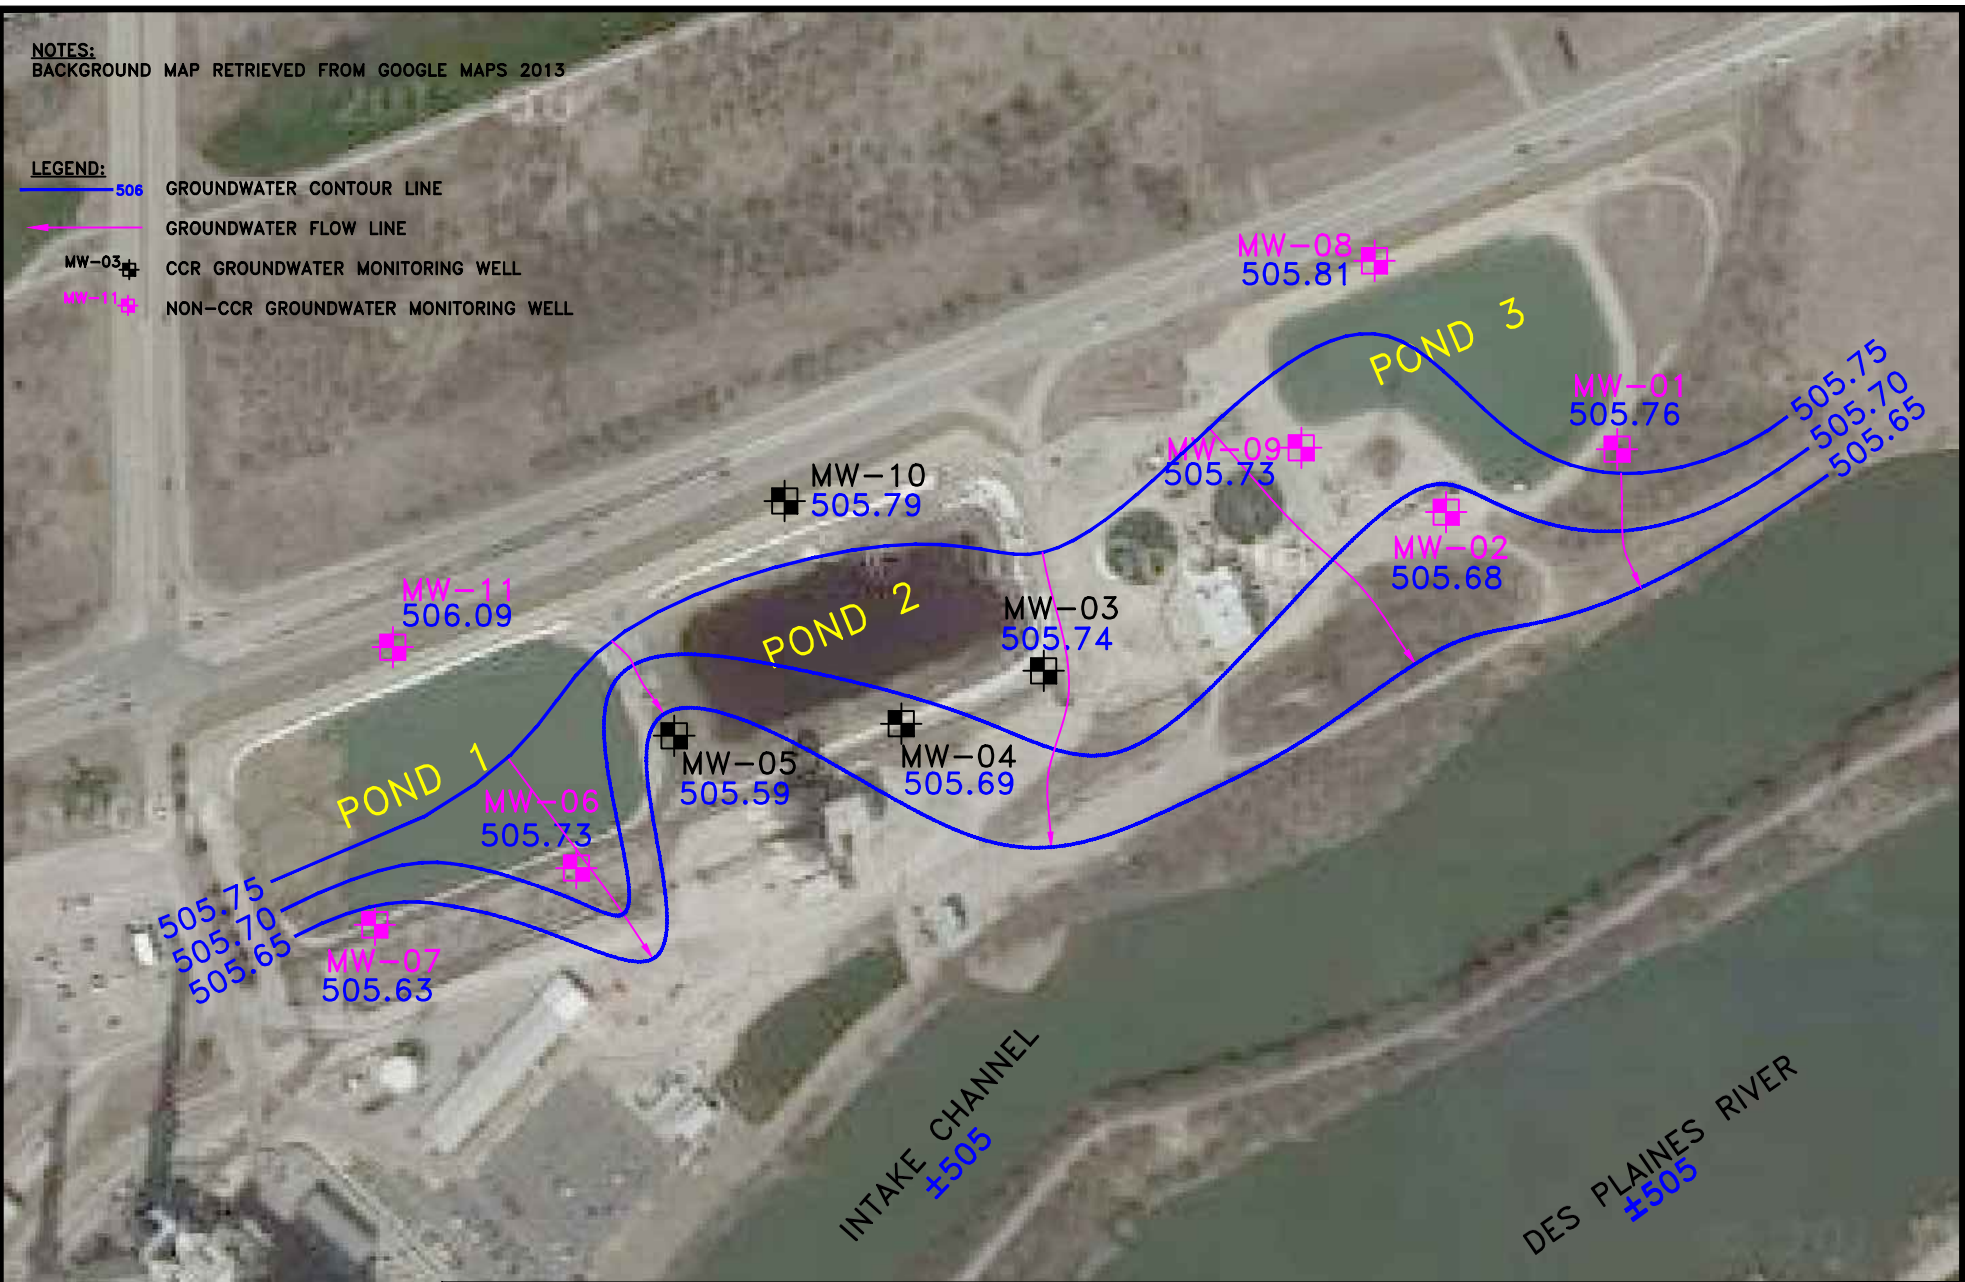 NOTES:
BACKGROUND MAP RETRIEVED FROM GOOGLE MAPS 2013
LEGEND:
506 GROUNDWATER CONTOUR LINE
GROUNDWATER FLOW LINE
MW-03 CCR GROUNDWATER MONITORING WELL
MW-11 NON-CCR GROUNDWATER MONITORING WELL
MW-08
505.81
POND 3
MW-01
505.76
505.75
505.70
505.65
MW-09
505.73
MW-10
505.79
MW-02
505.68
MW-11
506.09
POND 2
MW-03
505.74
MW-05
505.59
MW-04
505.69
POND 1
MW-06
505.73
505.75
505.70
505.65
MW-07
505.63
INTAKE CHANNEL
±505
DES PLAINES RIVER
±505